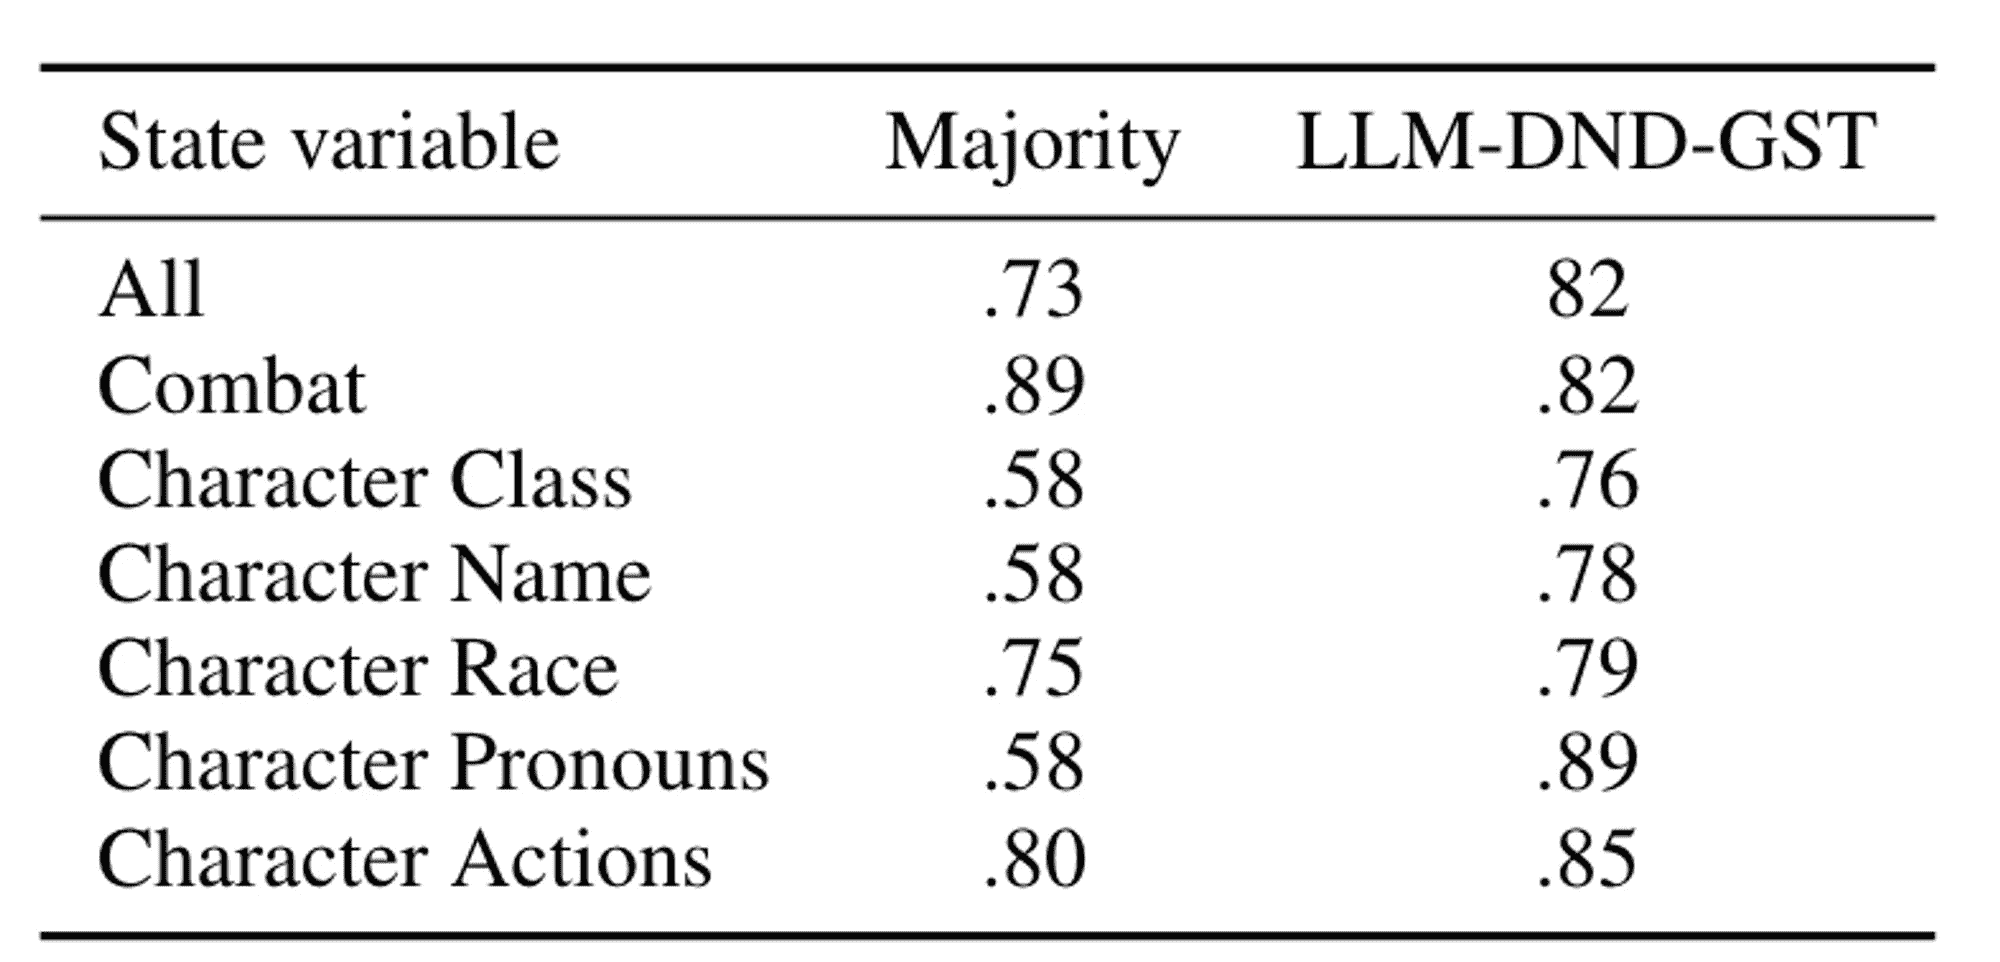 State variable Majority LLM-DND-GST
All .73 82
Combat .89 .82
Character Class .58 .76
Character Name .58 .78
Character Race .75 .79
Character Pronouns .58 .89
Character Actions .80 .85